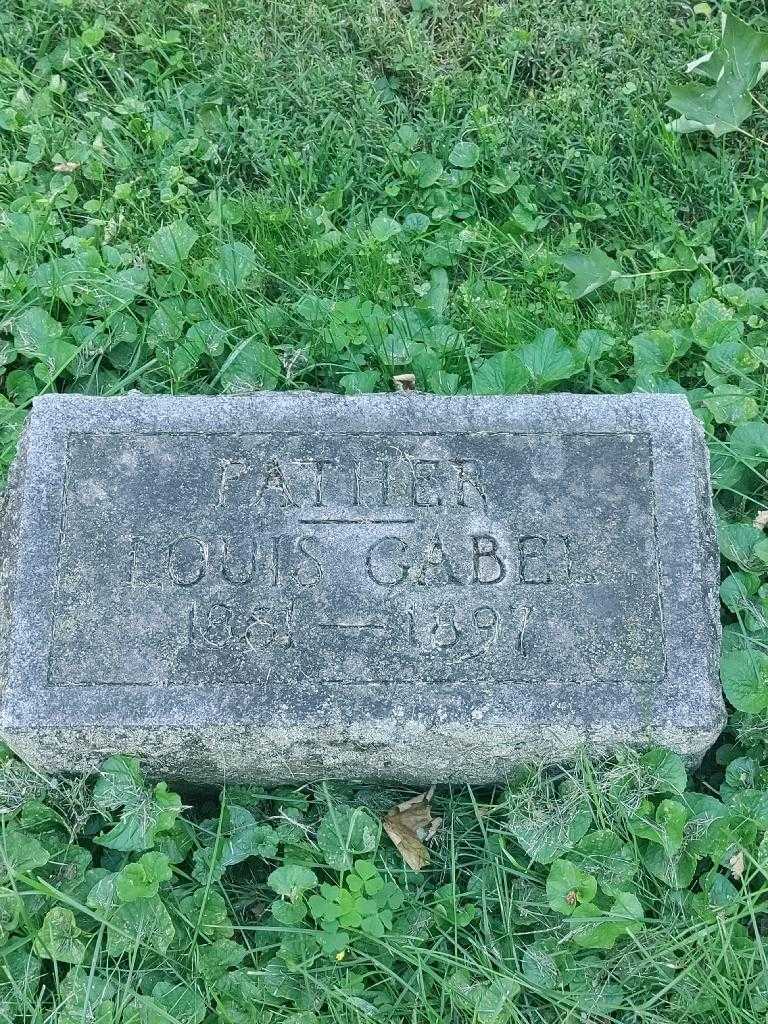 FATHER
LOUIS GABEL
1861 — 1897